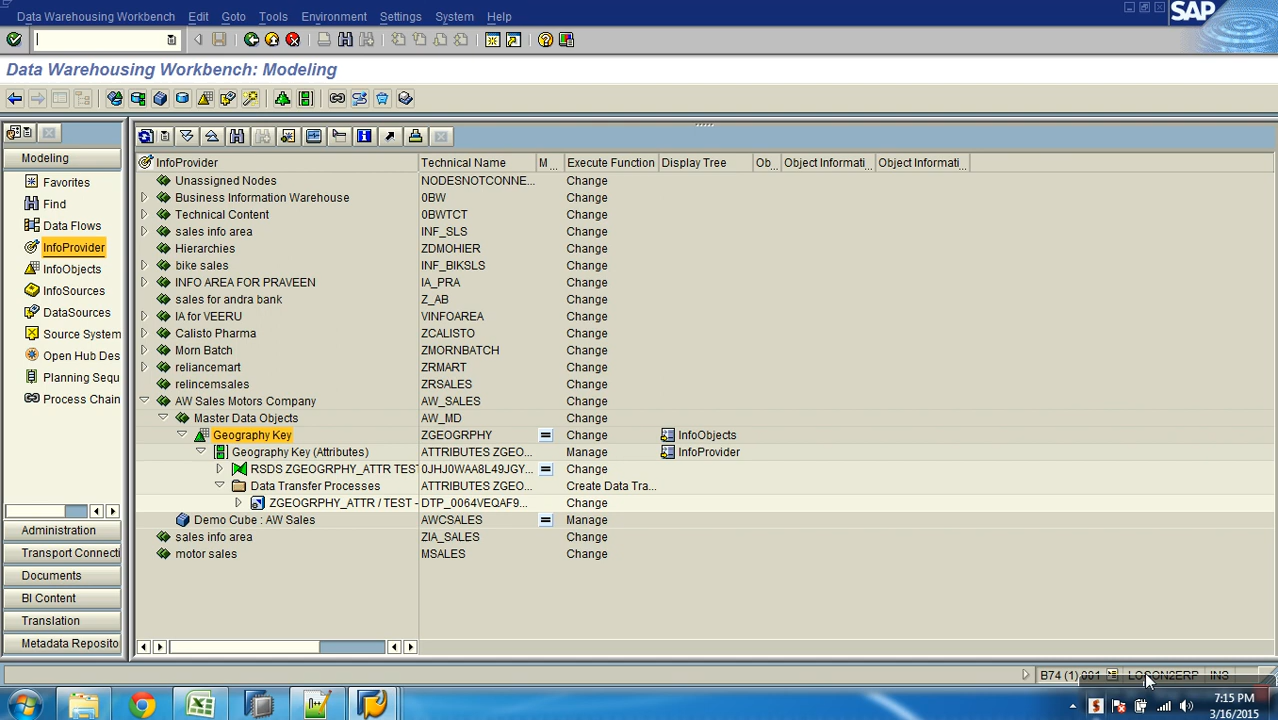 Data Warehousing Workbench Edit Goto Tools Environment Settings System Help
SAP
Data Warehousing Workbench: Modeling
Modeling
Favorites
Find
Data Flows
InfoProvider
InfoObjects
InfoSources
DataSources
Source System
Open Hub Des
Planning Sequ
Process Chain
Administration
Transport Connecti
Documents
BI Content
Translation
Metadata Reposito
InfoProvider Technical Name M... Execute Function Display Tree Ob... Object Informati... Object Informati...
Unassigned Nodes NODESNOTCONNE... Change
Business Information Warehouse 0BW Change
Technical Content 0BWTCT Change
sales info area INF_SLS Change
Hierarchies ZDMOHIER Change
bike sales INF_BIKSLS Change
INFO AREA FOR PRAVEEN IA_PRA Change
sales for andra bank Z_AB Change
IA for VEERU VINFOAREA Change
Calisto Pharma ZCALISTO Change
Morn Batch ZMORNBATCH Change
reliancemart ZRMART Change
relincemsales ZRSALES Change
AW Sales Motors Company AW_SALES Change
Master Data Objects AW_MD Change
Geography Key ZGEOGRPHY Change InfoObjects
Geography Key (Attributes) ATTRIBUTES ZGEO... Manage InfoProvider
RSDS ZGEOGRPHY_ATTR TEST 0JHJ0WAA8L49JGY... Change
Data Transfer Processes ATTRIBUTES ZGEO... Create Data Tra...
ZGEOGRPHY_ATTR / TEST - DTP_0064VEQAF9... Change
Demo Cube : AW Sales AWCSALES Manage
sales info area ZIA_SALES Change
motor sales MSALES Change
B74 (1) 001 LOGON2ERP INS
7:15 PM
3/16/2015